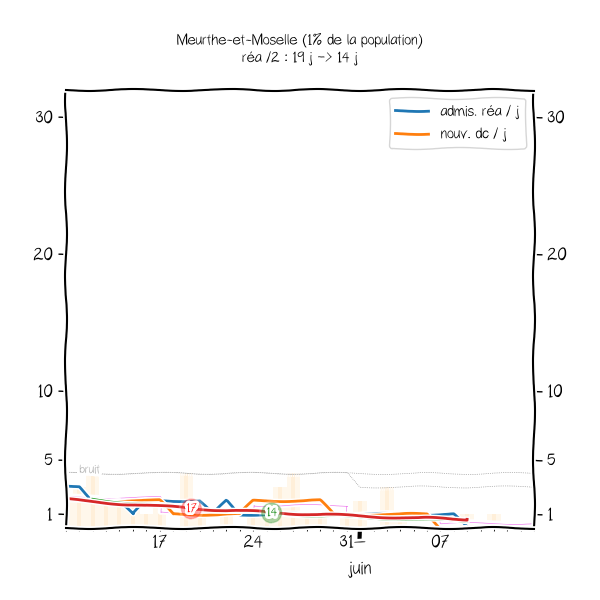 Meurthe-et-Moselle (1% de la population)
réa /2 : 19 j -> 14 j
admis. réa / j
nouv. dc / j
30 30
20 20
10 10
5 5
bruit
1 17 14 1
17 24 31 07
juin